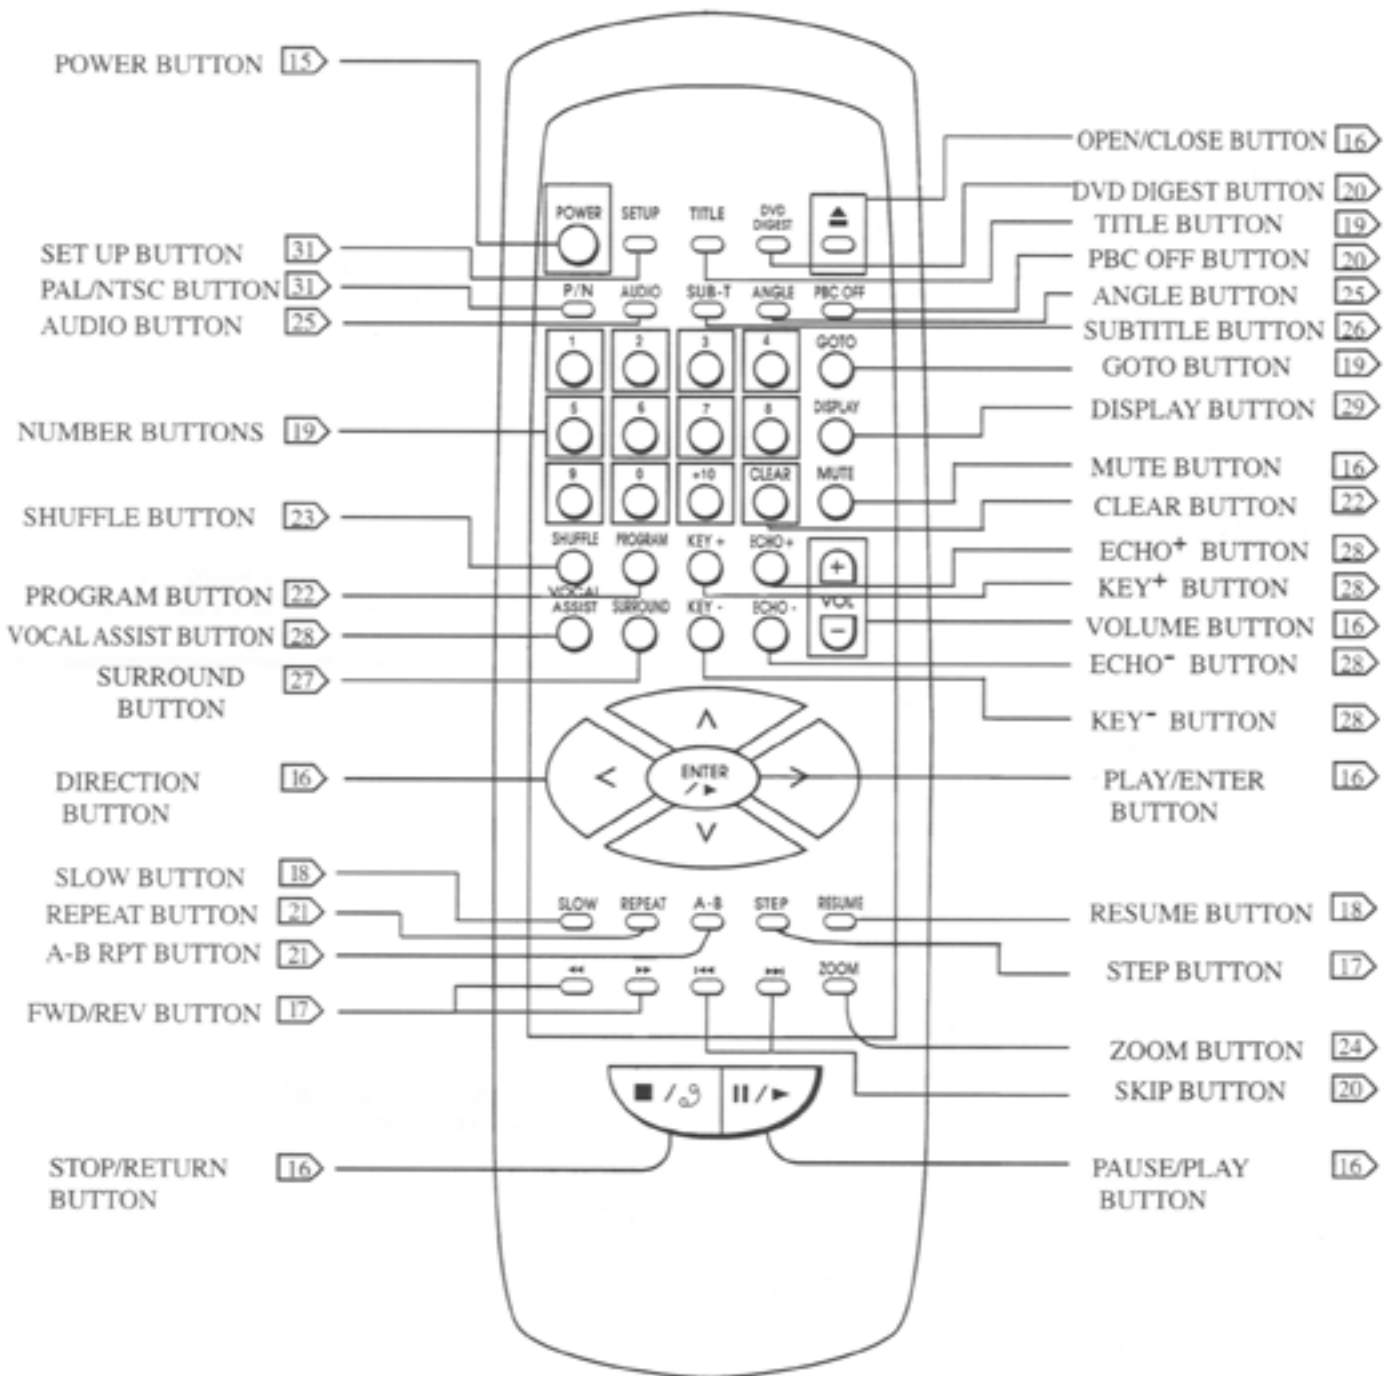 POWER BUTTON 15
SET UP BUTTON 31
PAL/NTSC BUTTON 31
AUDIO BUTTON 25
NUMBER BUTTONS 19
SHUFFLE BUTTON 23
PROGRAM BUTTON 22
VOCAL ASSIST BUTTON 28
SURROUND 27
BUTTON
DIRECTION 16
BUTTON
SLOW BUTTON 18
REPEAT BUTTON 21
A-B RPT BUTTON 21
FWD/REV BUTTON 17
STOP/RETURN 16
BUTTON
POWER SETUP TITLE DVD
DIGEST
P/N AUDIO SUB-T ANGLE PBC OFF
1 2 3 4 GOTO
5 6 7 8 DISPLAY
9 0 +10 CLEAR MUTE
SHUFFLE PROGRAM KEY + ECHO +
+
VOL
VOCAL
ASSIST SURROUND KEY - ECHO -
−
ENTER
/ ►
SLOW REPEAT A-B STEP RESUME
ZOOM
OPEN/CLOSE BUTTON 16
DVD DIGEST BUTTON 20
TITLE BUTTON 19
PBC OFF BUTTON 20
ANGLE BUTTON 25
SUBTITLE BUTTON 26
GOTO BUTTON 19
DISPLAY BUTTON 29
MUTE BUTTON 16
CLEAR BUTTON 22
ECHO+ BUTTON 28
KEY+ BUTTON 28
VOLUME BUTTON 16
ECHO- BUTTON 28
KEY- BUTTON 28
PLAY/ENTER 16
BUTTON
RESUME BUTTON 18
STEP BUTTON 17
ZOOM BUTTON 24
SKIP BUTTON 20
PAUSE/PLAY 16
BUTTON